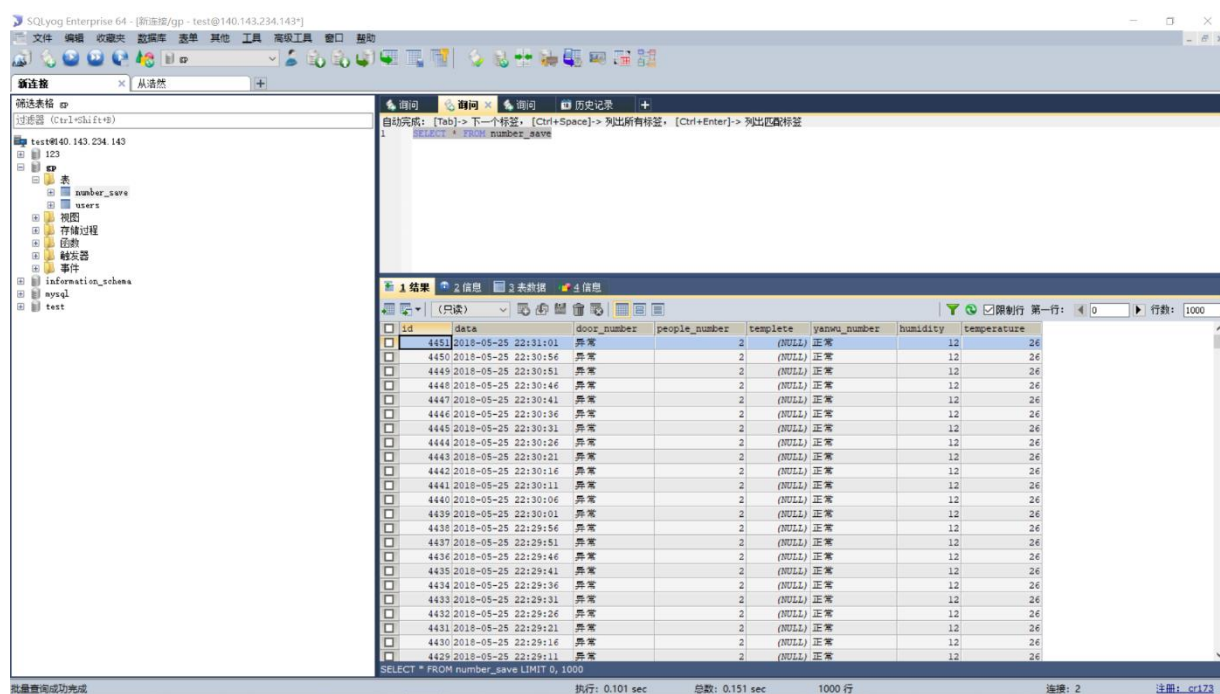 SQLyog Enterprise 64 - [新连接/gp - test@140.143.234.143*]
文件 编辑 收藏夹 数据库 表单 其他 工具 高级工具 窗口 帮助
gp
新连接 × 从浩然 +
筛选表格 gp
过滤器 (Ctrl+Shift+B)
test@140.143.234.143
123
gp
表
number_save
users
视图
存储过程
函数
触发器
事件
information_schema
mysql
test
询问 询问 × 询问 历史记录 +
自动完成: [Tab]-> 下一个标签, [Ctrl+Space]-> 列出所有标签, [Ctrl+Enter]-> 列出匹配标签
1 SELECT * FROM number_save
1 结果 2 信息 3 表数据 4 信息
(只读) 限制行 第一行: 0 行数: 1000
id data door_number people_number templete yanwu_number humidity temperature
4451 2018-05-25 22:31:01 异常 2 (NULL) 正常 12 26
4450 2018-05-25 22:30:56 异常 2 (NULL) 正常 12 26
4449 2018-05-25 22:30:51 异常 2 (NULL) 正常 12 26
4448 2018-05-25 22:30:46 异常 2 (NULL) 正常 12 26
4447 2018-05-25 22:30:41 异常 2 (NULL) 正常 12 26
4446 2018-05-25 22:30:36 异常 2 (NULL) 正常 12 26
4445 2018-05-25 22:30:31 异常 2 (NULL) 正常 12 26
4444 2018-05-25 22:30:26 异常 2 (NULL) 正常 12 26
4443 2018-05-25 22:30:21 异常 2 (NULL) 正常 12 26
4442 2018-05-25 22:30:16 异常 2 (NULL) 正常 12 26
4441 2018-05-25 22:30:11 异常 2 (NULL) 正常 12 26
4440 2018-05-25 22:30:06 异常 2 (NULL) 正常 12 26
4439 2018-05-25 22:30:01 异常 2 (NULL) 正常 12 26
4438 2018-05-25 22:29:56 异常 2 (NULL) 正常 12 26
4437 2018-05-25 22:29:51 异常 2 (NULL) 正常 12 26
4436 2018-05-25 22:29:46 异常 2 (NULL) 正常 12 26
4435 2018-05-25 22:29:41 异常 2 (NULL) 正常 12 26
4434 2018-05-25 22:29:36 异常 2 (NULL) 正常 12 26
4433 2018-05-25 22:29:31 异常 2 (NULL) 正常 12 26
4432 2018-05-25 22:29:26 异常 2 (NULL) 正常 12 26
4431 2018-05-25 22:29:21 异常 2 (NULL) 正常 12 26
4430 2018-05-25 22:29:16 异常 2 (NULL) 正常 12 26
4429 2018-05-25 22:29:11 异常 2 (NULL) 正常 12 26
SELECT * FROM number_save LIMIT 0, 1000
批量查询成功完成 执行: 0.101 sec 总数: 0.151 sec 1000 行 连接: 2 注册: cr173